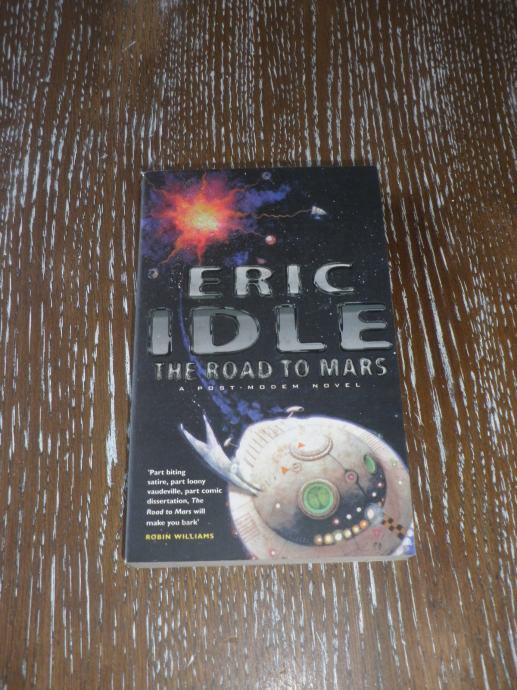 ERIC
IDLE
THE ROAD TO MARS
A POST-MODEM NOVEL
'Part biting
satire, part loony
vaudeville, part comic
dissertation, The
Road to Mars will
make you bark'
ROBIN WILLIAMS